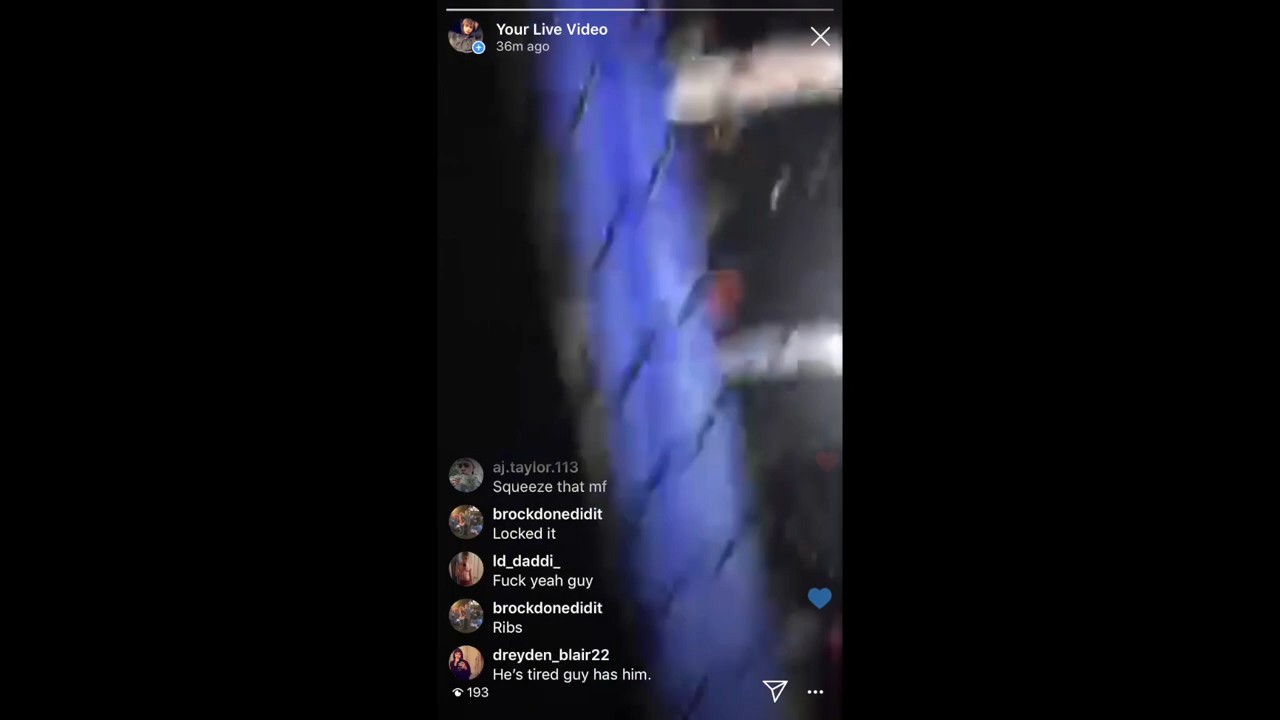 Your Live Video
36m ago
aj.taylor.113
Squeeze that mf
brockdonedidit
Locked it
ld_daddi_
Fuck yeah guy
brockdonedidit
Ribs
dreyden_blair22
He's tired guy has him.
193